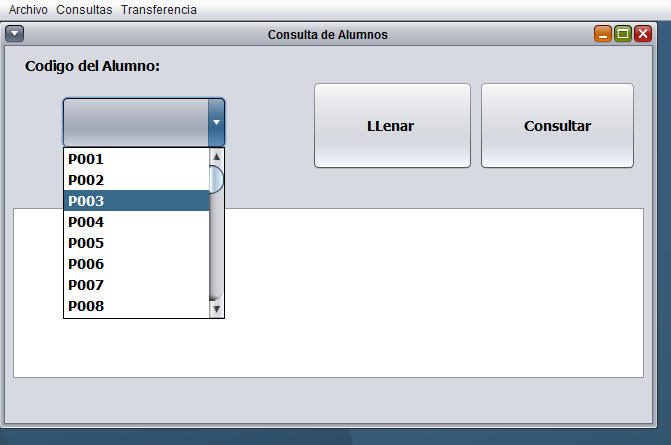 Archivo Consultas Transferencia
Consulta de Alumnos
Codigo del Alumno:
LLenar
Consultar
P001
P002
P003
P004
P005
P006
P007
P008